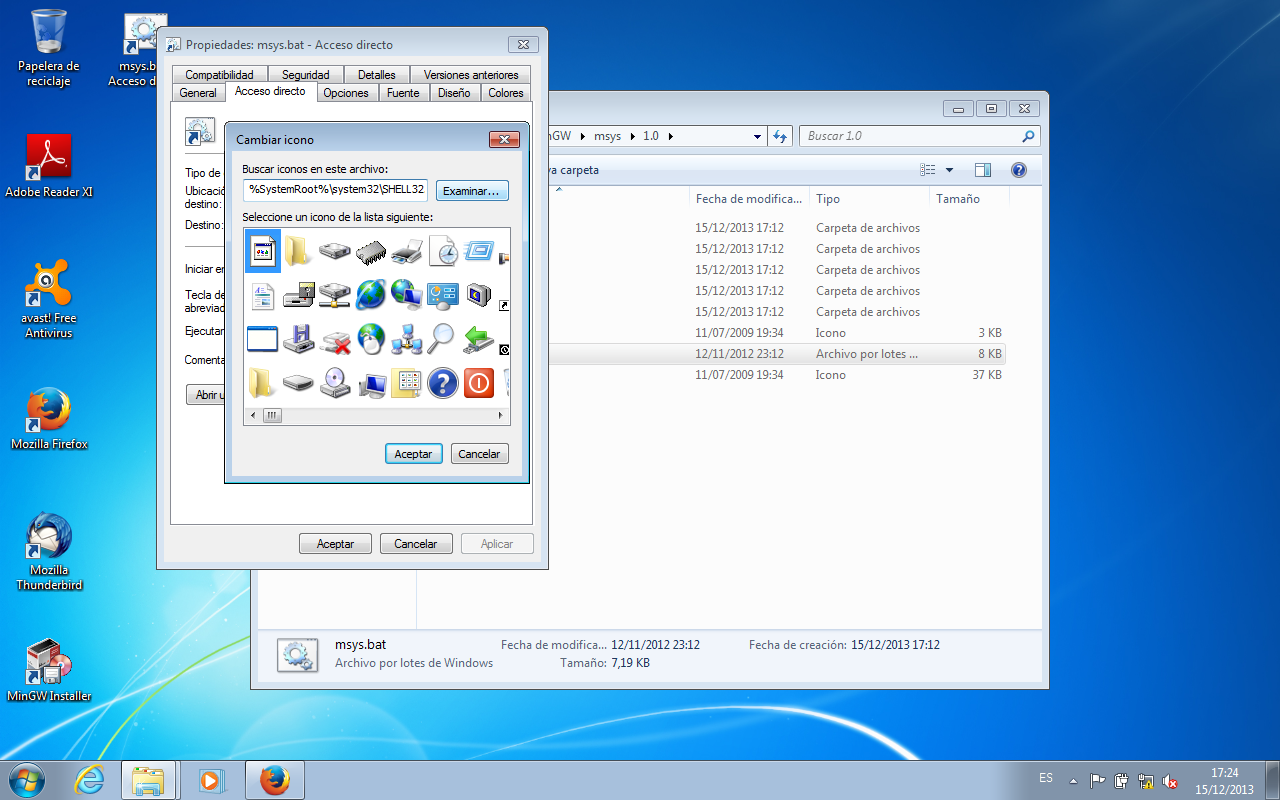 Papelera de
reciclaje
msys.b
Acceso d
Adobe Reader XI
avast! Free
Antivirus
Mozilla Firefox
Mozilla
Thunderbird
MinGW Installer
Propiedades: msys.bat - Acceso directo
Compatibilidad Seguridad Detalles Versiones anteriores
General Acceso directo Opciones Fuente Diseño Colores
Tipo de
Ubicació
destino:
Destino:
Iniciar en
Tecla de
abreviad
Ejecutar
Comenta
Abrir u
Cambiar icono
Buscar iconos en este archivo:
%SystemRoot%\system32\SHELL32
Examinar...
Seleccione un icono de la lista siguiente:
Aceptar Cancelar
Aceptar Cancelar Aplicar
nGW msys 1.0
Buscar 1.0
va carpeta
Fecha de modifica... Tipo Tamaño
15/12/2013 17:12 Carpeta de archivos
15/12/2013 17:12 Carpeta de archivos
15/12/2013 17:12 Carpeta de archivos
15/12/2013 17:12 Carpeta de archivos
15/12/2013 17:12 Carpeta de archivos
11/07/2009 19:34 Icono 3 KB
12/11/2012 23:12 Archivo por lotes ... 8 KB
11/07/2009 19:34 Icono 37 KB
msys.bat Fecha de modifica... 12/11/2012 23:12 Fecha de creación: 15/12/2013 17:12
Archivo por lotes de Windows Tamaño: 7,19 KB
ES
17:24
15/12/2013